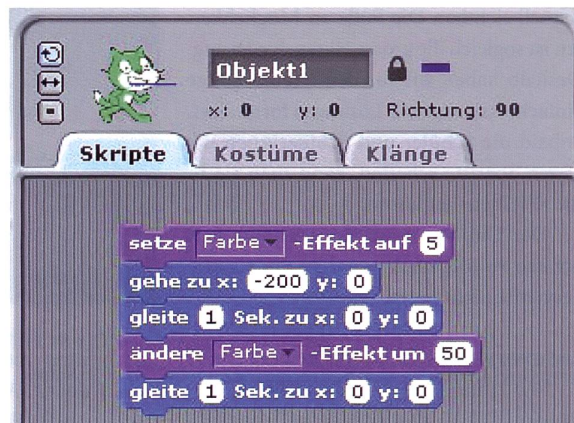 Objekt1
x: 0 y: 0 Richtung: 90
Skripte Kostüme Klänge
setze Farbe -Effekt auf 5
gehe zu x: -200 y: 0
gleite 1 Sek. zu x: 0 y: 0
ändere Farbe -Effekt um 50
gleite 1 Sek. zu x: 0 y: 0